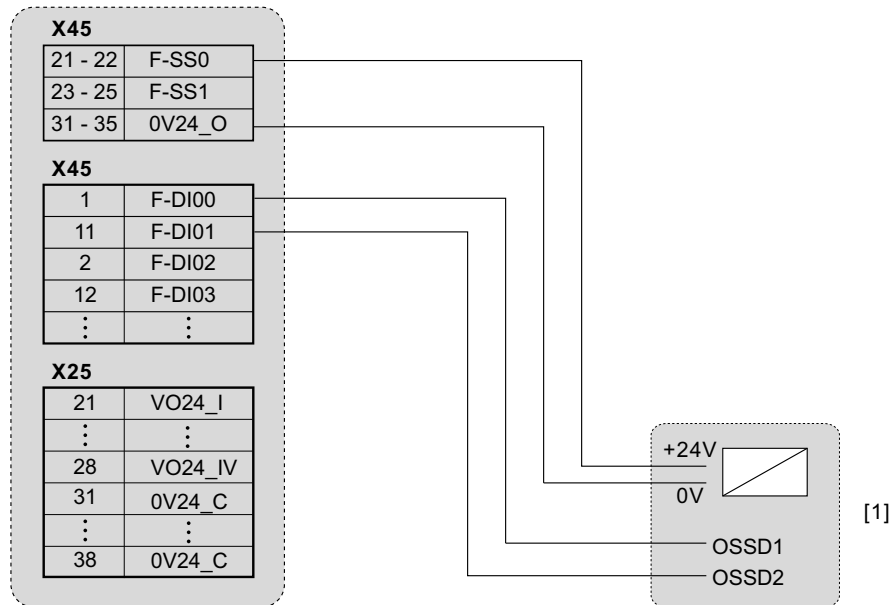 X45
21 - 22 F-SS0
23 - 25 F-SS1
31 - 35 0V24_O
X45
1 F-DI00
11 F-DI01
2 F-DI02
12 F-DI03
⋮ ⋮
X25
21 VO24_I
⋮ ⋮
28 VO24_IV
31 0V24_C
⋮ ⋮
38 0V24_C
+24V
0V
[1]
OSSD1
OSSD2